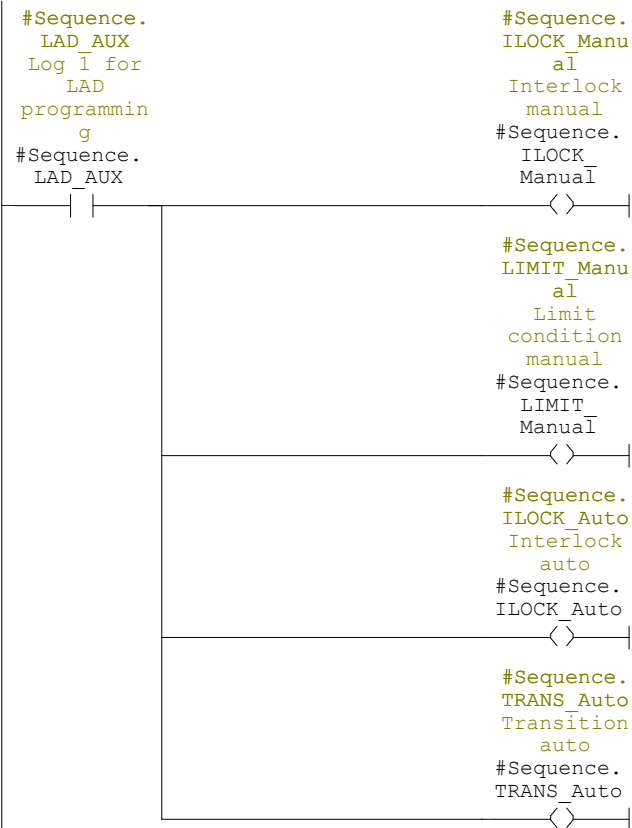 #Sequence.
LAD_AUX
Log 1 for
LAD
programmin
g
#Sequence.
LAD_AUX
#Sequence.
ILOCK_Manu
al
Interlock
manual
#Sequence.
ILOCK_
Manual
#Sequence.
LIMIT_Manu
al
Limit
condition
manual
#Sequence.
LIMIT_
Manual
#Sequence.
ILOCK_Auto
Interlock
auto
#Sequence.
ILOCK_Auto
#Sequence.
TRANS_Auto
Transition
auto
#Sequence.
TRANS_Auto